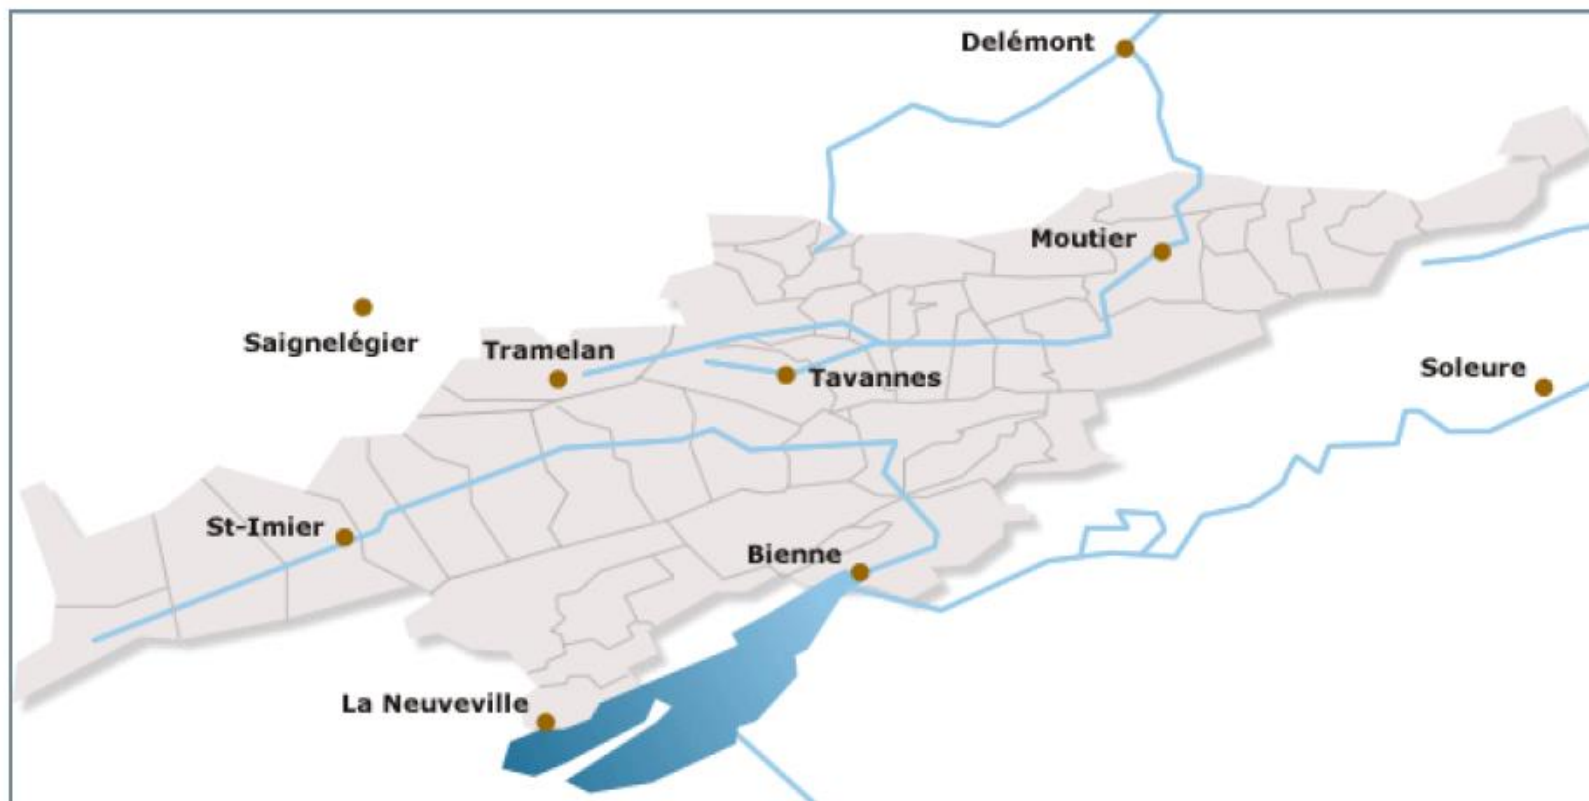 Delémont
Moutier
Saignelégier
Tramelan
Tavannes
Soleure
St-Imier
Bienne
La Neuveville